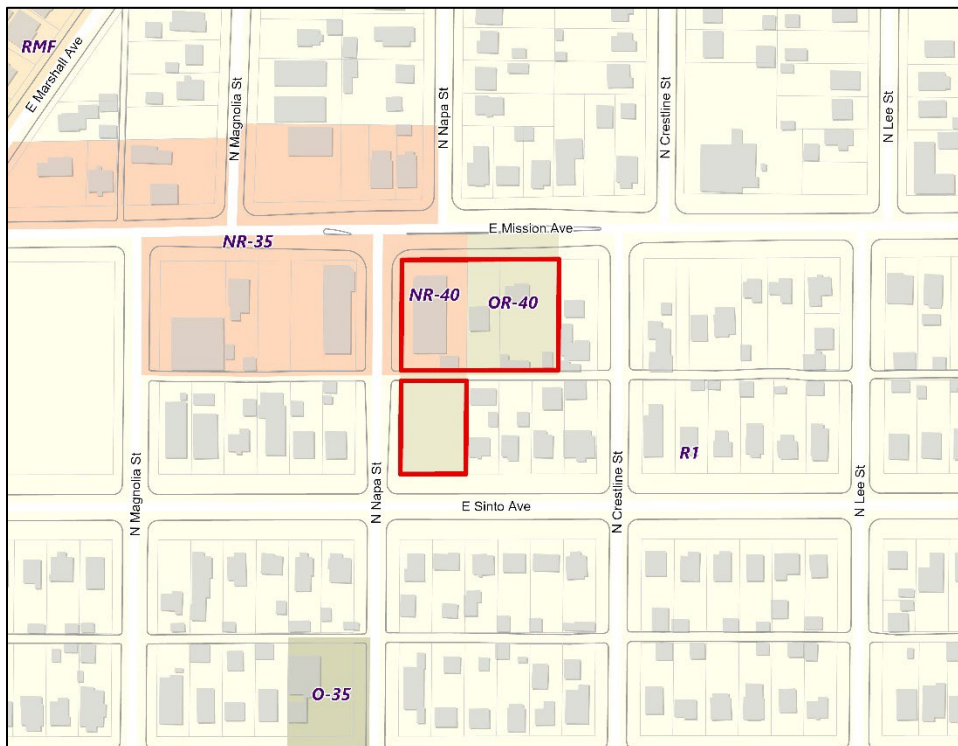 RMF
E Marshall Ave
N Magnolia St
N Napa St
N Crestline St
N Lee St
E Mission Ave
NR-35
NR-40
OR-40
R1
N Magnolia St
N Napa St
N Crestline St
N Lee St
E Sinto Ave
O-35